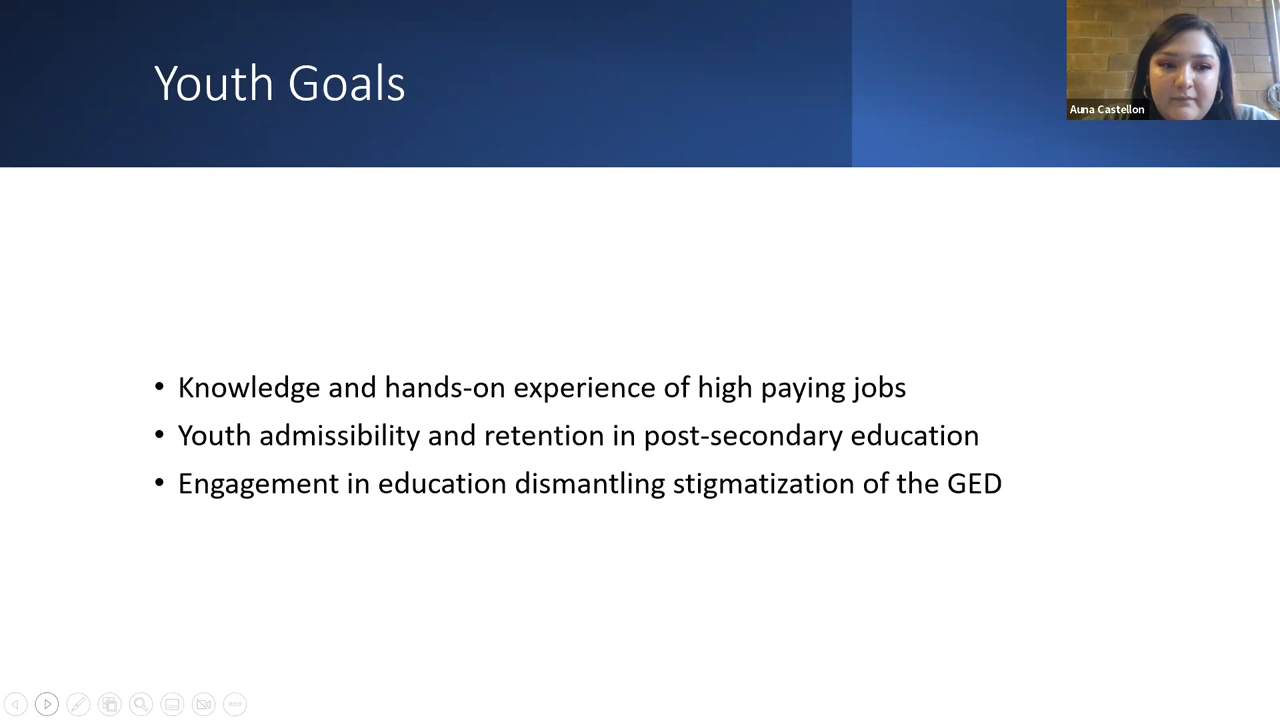 Youth Goals
Auna Castellon
• Knowledge and hands-on experience of high paying jobs
• Youth admissibility and retention in post-secondary education
• Engagement in education dismantling stigmatization of the GED